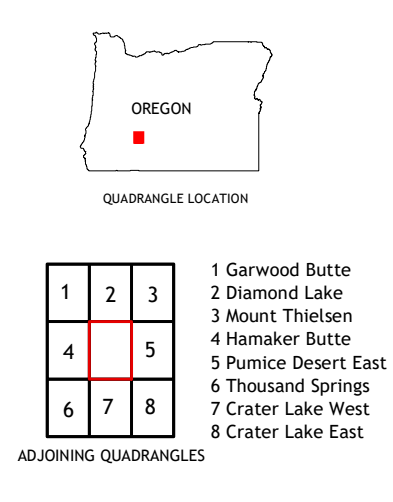 OREGON
QUADRANGLE LOCATION
1 2 3
4 5
6 7 8
1 Garwood Butte
2 Diamond Lake
3 Mount Thielsen
4 Hamaker Butte
5 Pumice Desert East
6 Thousand Springs
7 Crater Lake West
8 Crater Lake East
ADJOINING QUADRANGLES